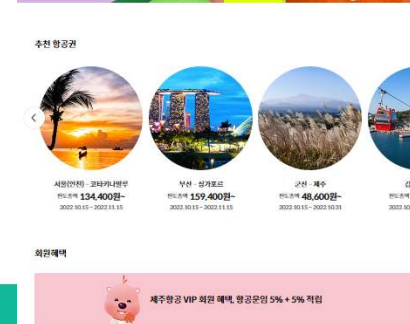 추천 항공권
서울(인천) - 코타키나발루
편도총액 134,400원~
2022.10.15 ~ 2022.11.15
부산 - 싱가포르
편도총액 159,400원~
2022.10.15 ~ 2022.11.15
군산 - 제주
편도총액 48,600원~
2022.10.15 ~ 2022.10.31
편도총액
회원혜택
제주항공 VIP 회원 혜택, 항공운임 5% + 5% 적립